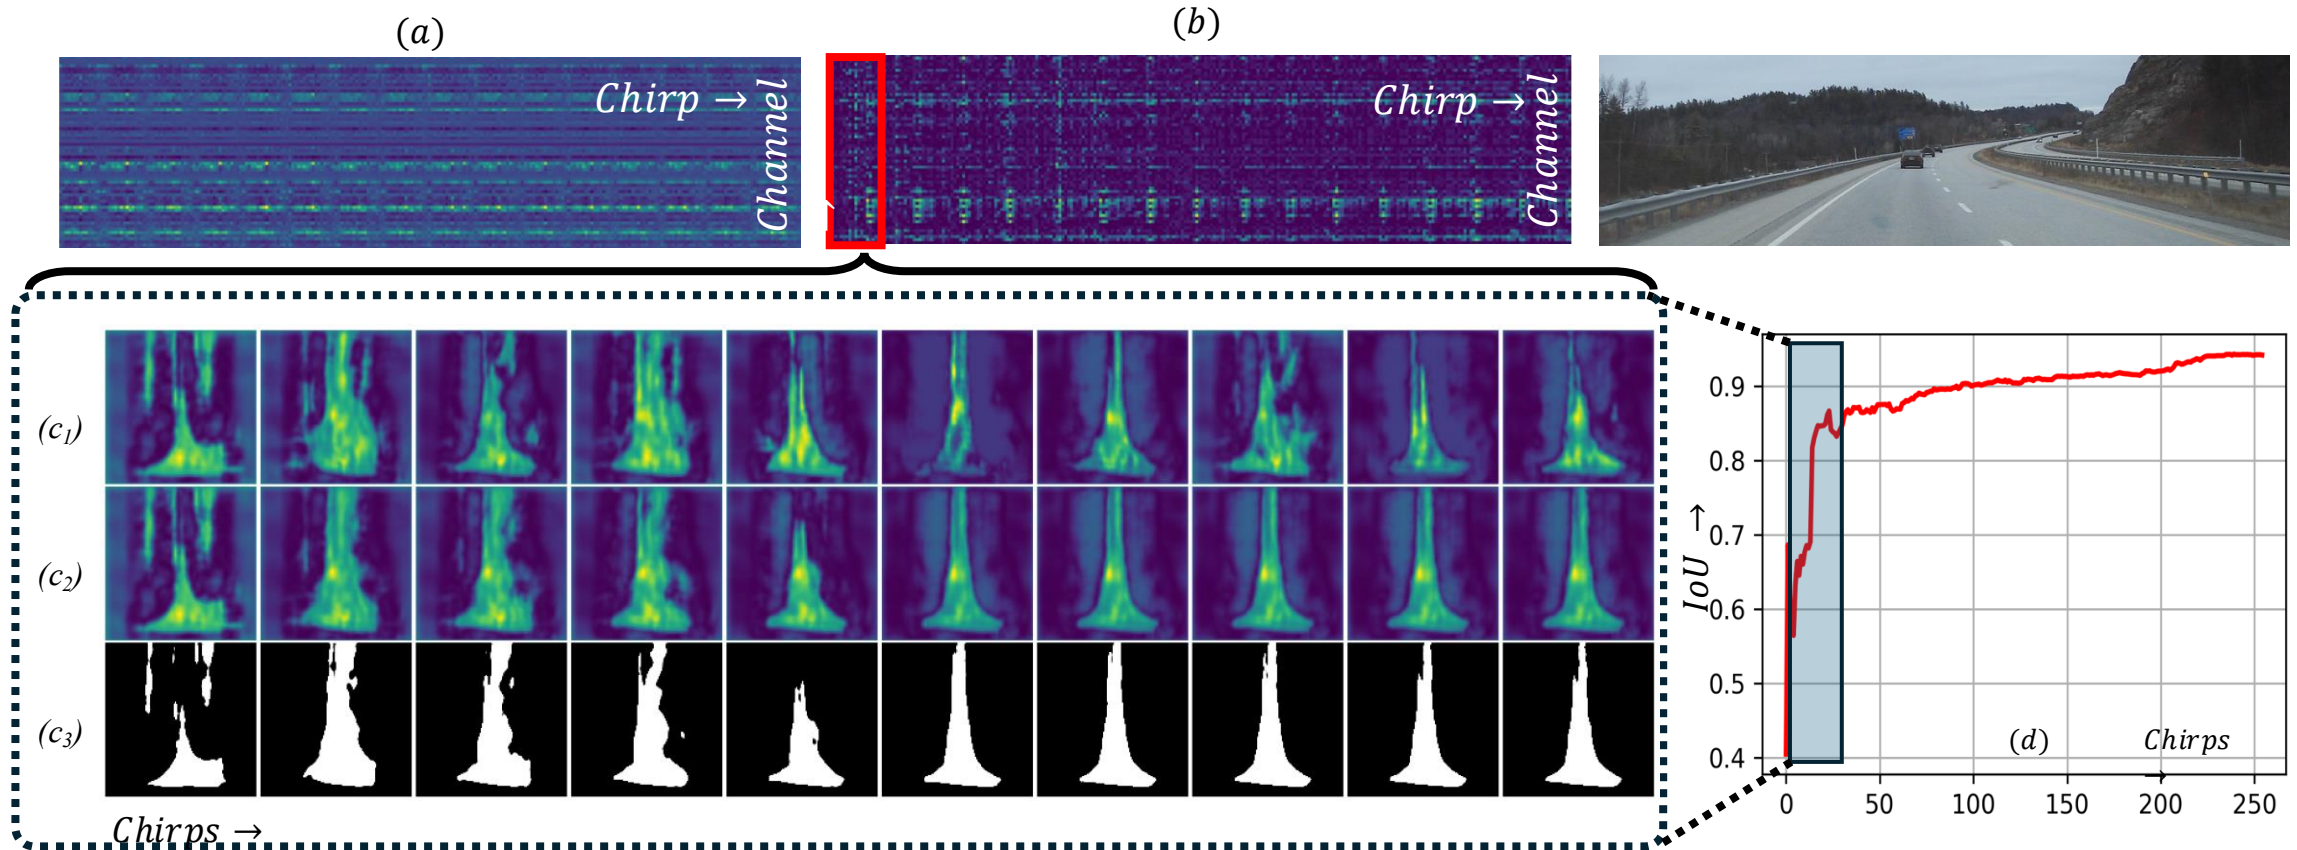 (a)
(b)
Chirp →
Channel
Chirp →
Channel
(c1)
(c2)
(c3)
Chirps →
IoU →
0.9
0.8
0.7
0.6
0.5
0.4
(d)
Chirps
→
0 50 100 150 200 250